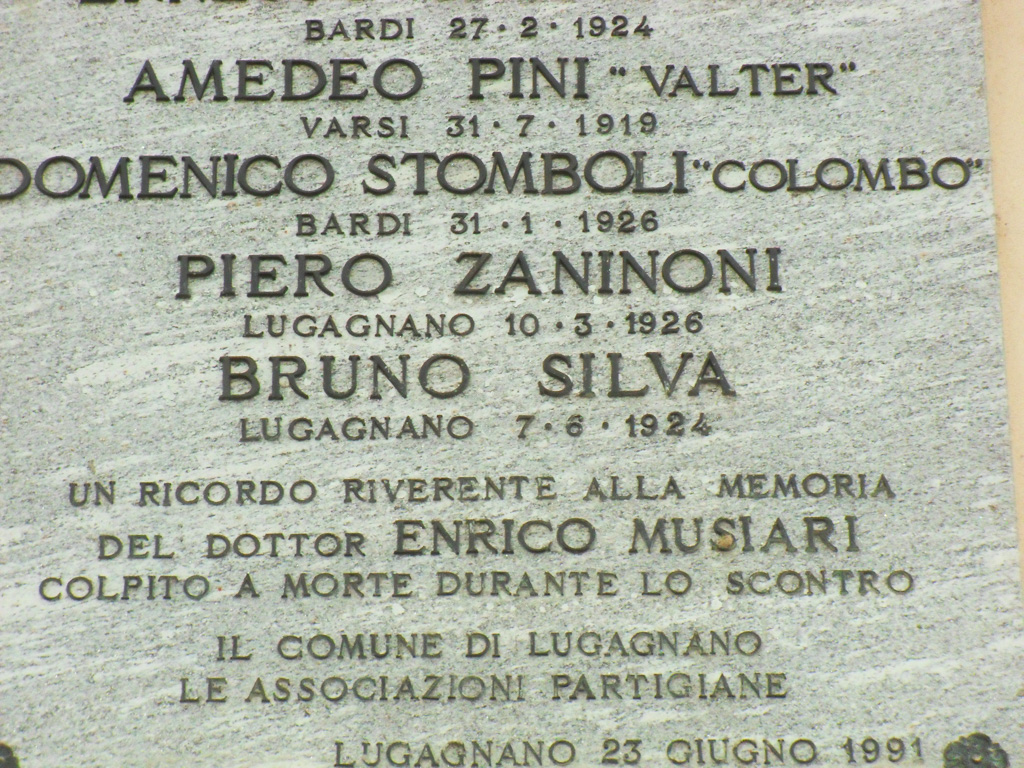 BARDI 27·2·1924
AMEDEO PINI "VALTER"
VARSI 31·7·1919
DOMENICO STOMBOLI "COLOMBO"
BARDI 31·1·1926
PIERO ZANINONI
LUGAGNANO 10·3·1926
BRUNO SILVA
LUGAGNANO 7·6·1924
UN RICORDO RIVERENTE ALLA MEMORIA
DEL DOTTOR ENRICO MUSIARI
COLPITO A MORTE DURANTE LO SCONTRO
IL COMUNE DI LUGAGNANO
LE ASSOCIAZIONI PARTIGIANE
LUGAGNANO 23 GIUGNO 1991